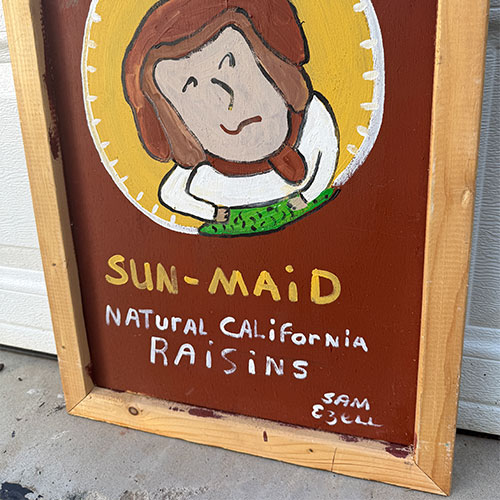 SUN-MAiD
NATURAL CALiforNiA
RAiSiNS
SAM
EZELL